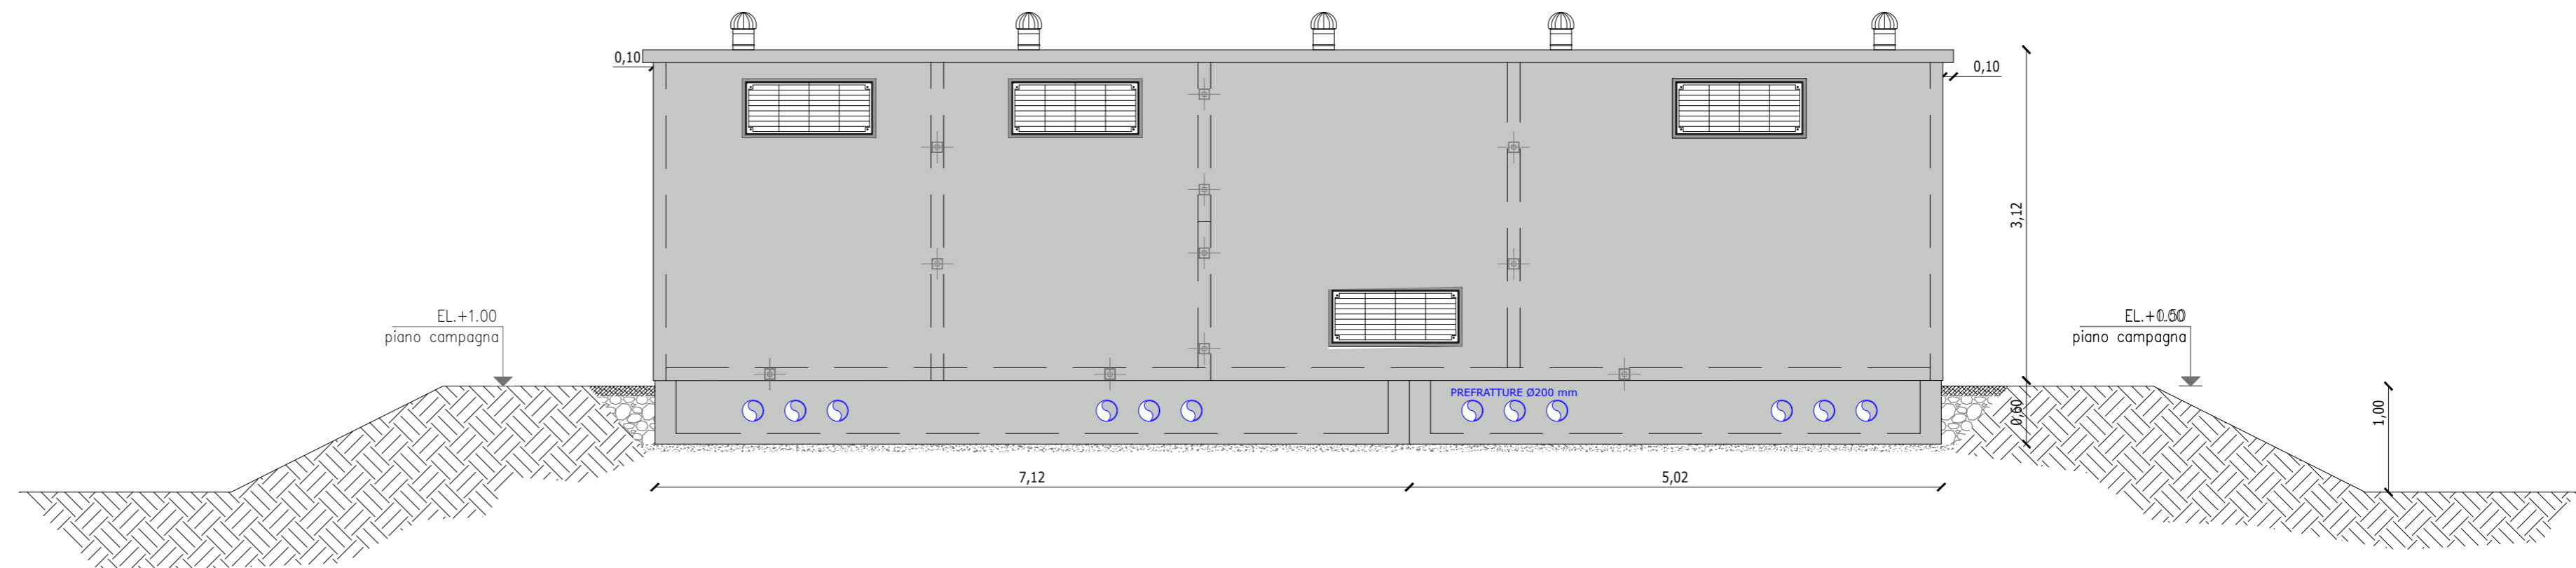 0,10
0,10
3,12
EL.+1.00
piano campagna
piano campagna
PREFRATTURE Ø200 mm
0,60
1,00
7,12
5,02